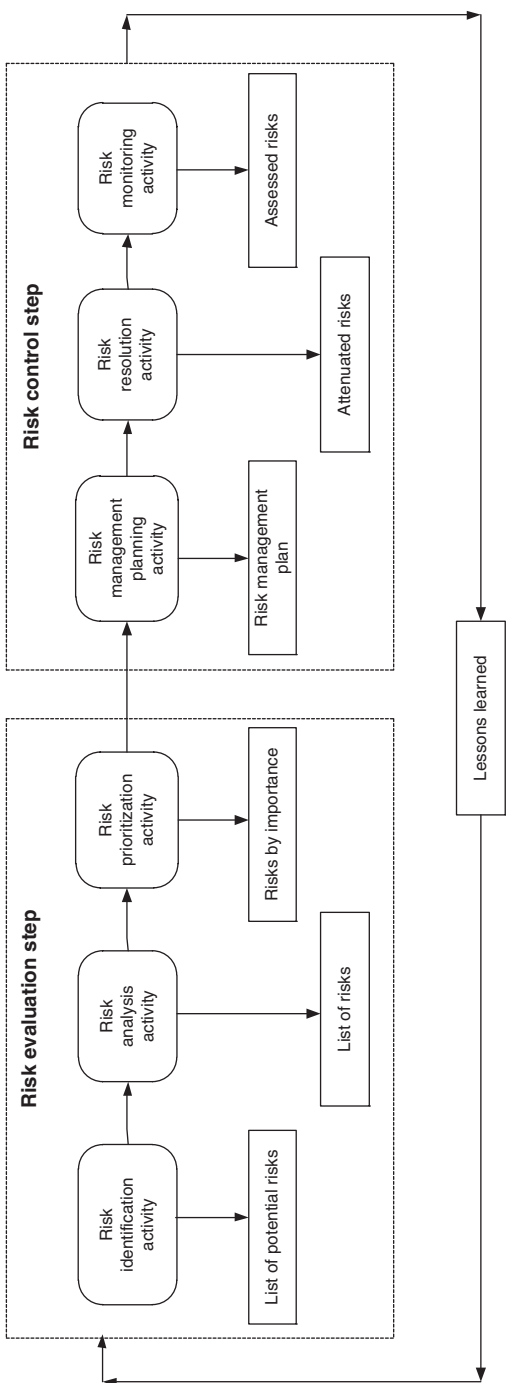 Risk evaluation step
Risk
identification
activity
Risk
analysis
activity
Risk
prioritization
activity
List of potential risks
List of risks
Risks by importance
Risk control step
Risk
management
planning
activity
Risk
resolution
activity
Risk
monitoring
activity
Risk management
plan
Attenuated risks
Assessed risks
Lessons learned